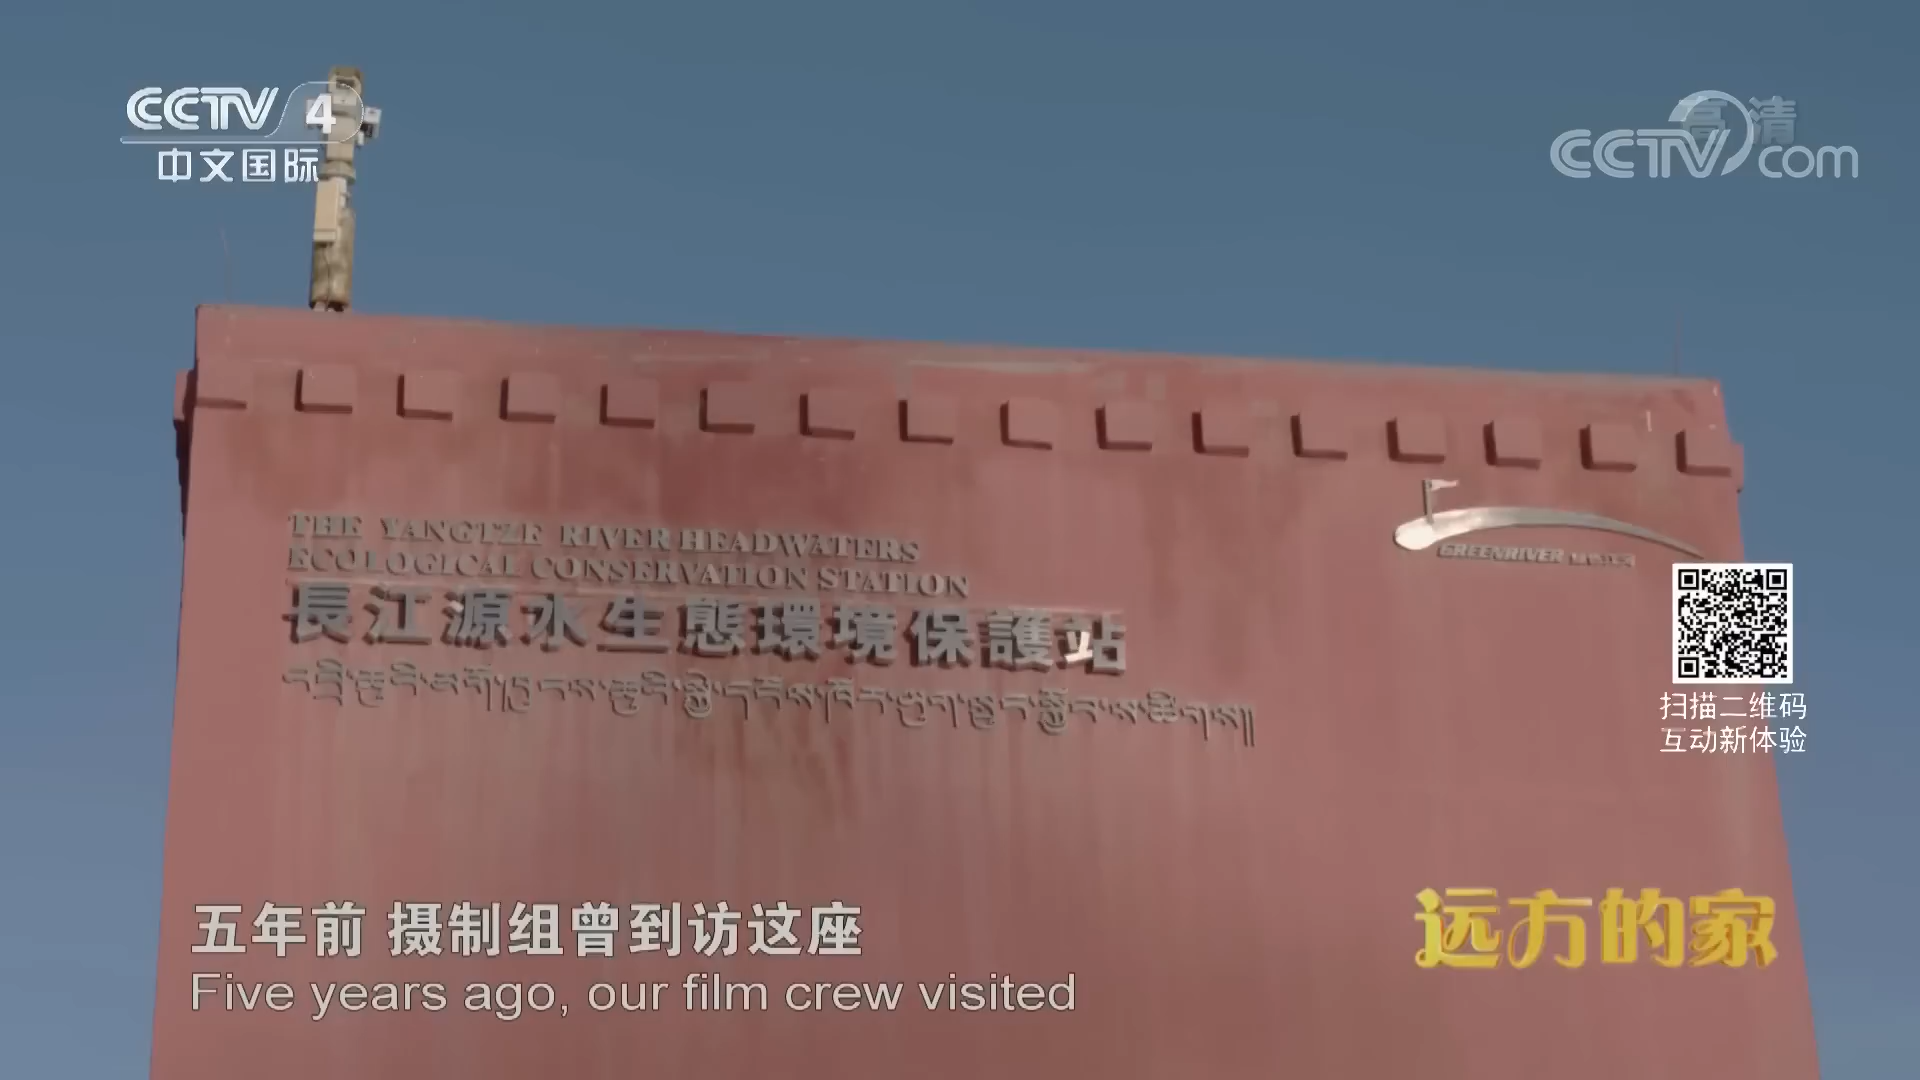 CCTV 4
中文国际
高清
CCTV.com
THE YANGTZE RIVER HEADWATERS
ECOLOGICAL CONSERVATION STATION
長江源水生態環境保護站
GREENRIVER
扫描二维码
互动新体验
远方的家
五年前 摄制组曾到访这座
Five years ago, our film crew visited